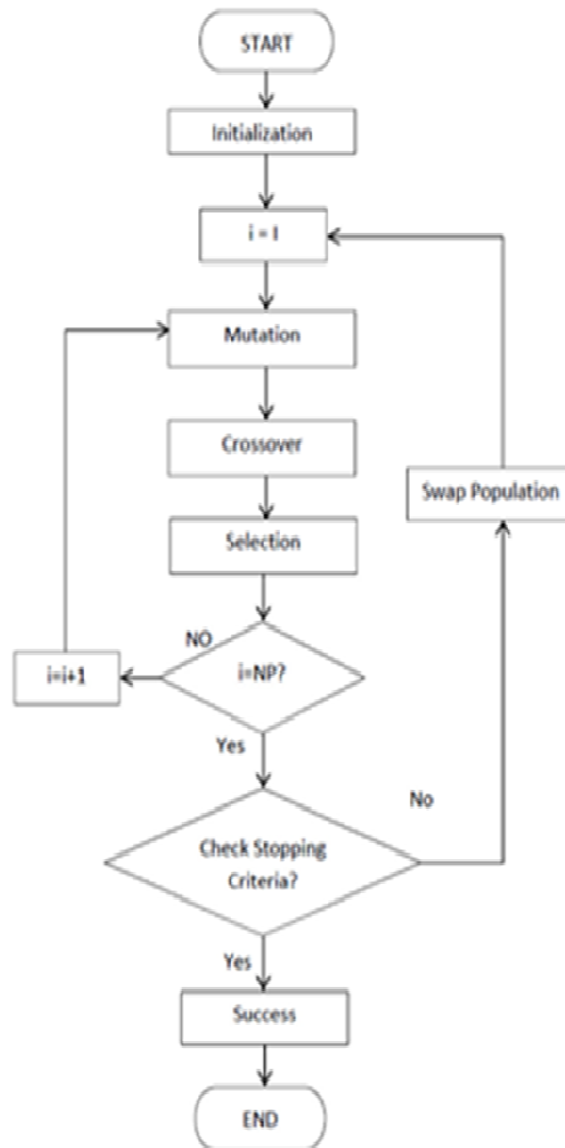 START
Initialization
i = I
Mutation
Crossover
Swap Population
Selection
NO
i=NP?
i=i+1
Yes
No
Check Stopping
Criteria?
Yes
Success
END